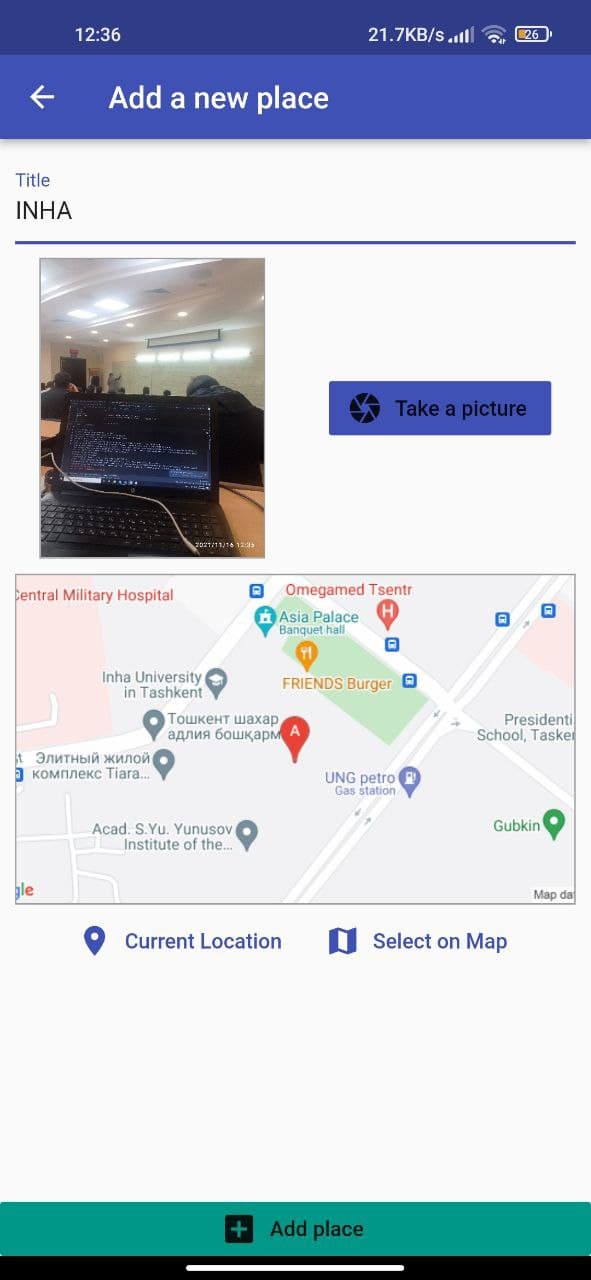 12:36
21.7KB/s
26
Add a new place
Title
INHA
Take a picture
2021/11/16 12:35
Central Military Hospital
Omegamed Tsentr
H
Asia Palace
Banquet hall
FRIENDS Burger
Inha University
in Tashkent
Тошкент шахар
адлия бошқарм
A
Presidenti
School, Tasker
Элитный жилой
комплекс Tiara...
UNG petro
Gas station
Acad. S.Yu. Yunusov
Institute of the...
Gubkin
gle
Map dat
Current Location
Select on Map
Add place